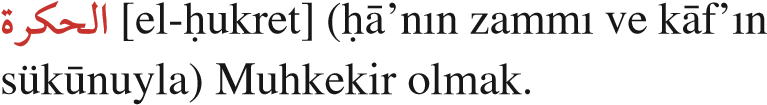 الحكرة [el-ḥukret] (ḥā’nın zammı ve kāf’ın
sükūnuyla) Muhkekir olmak.